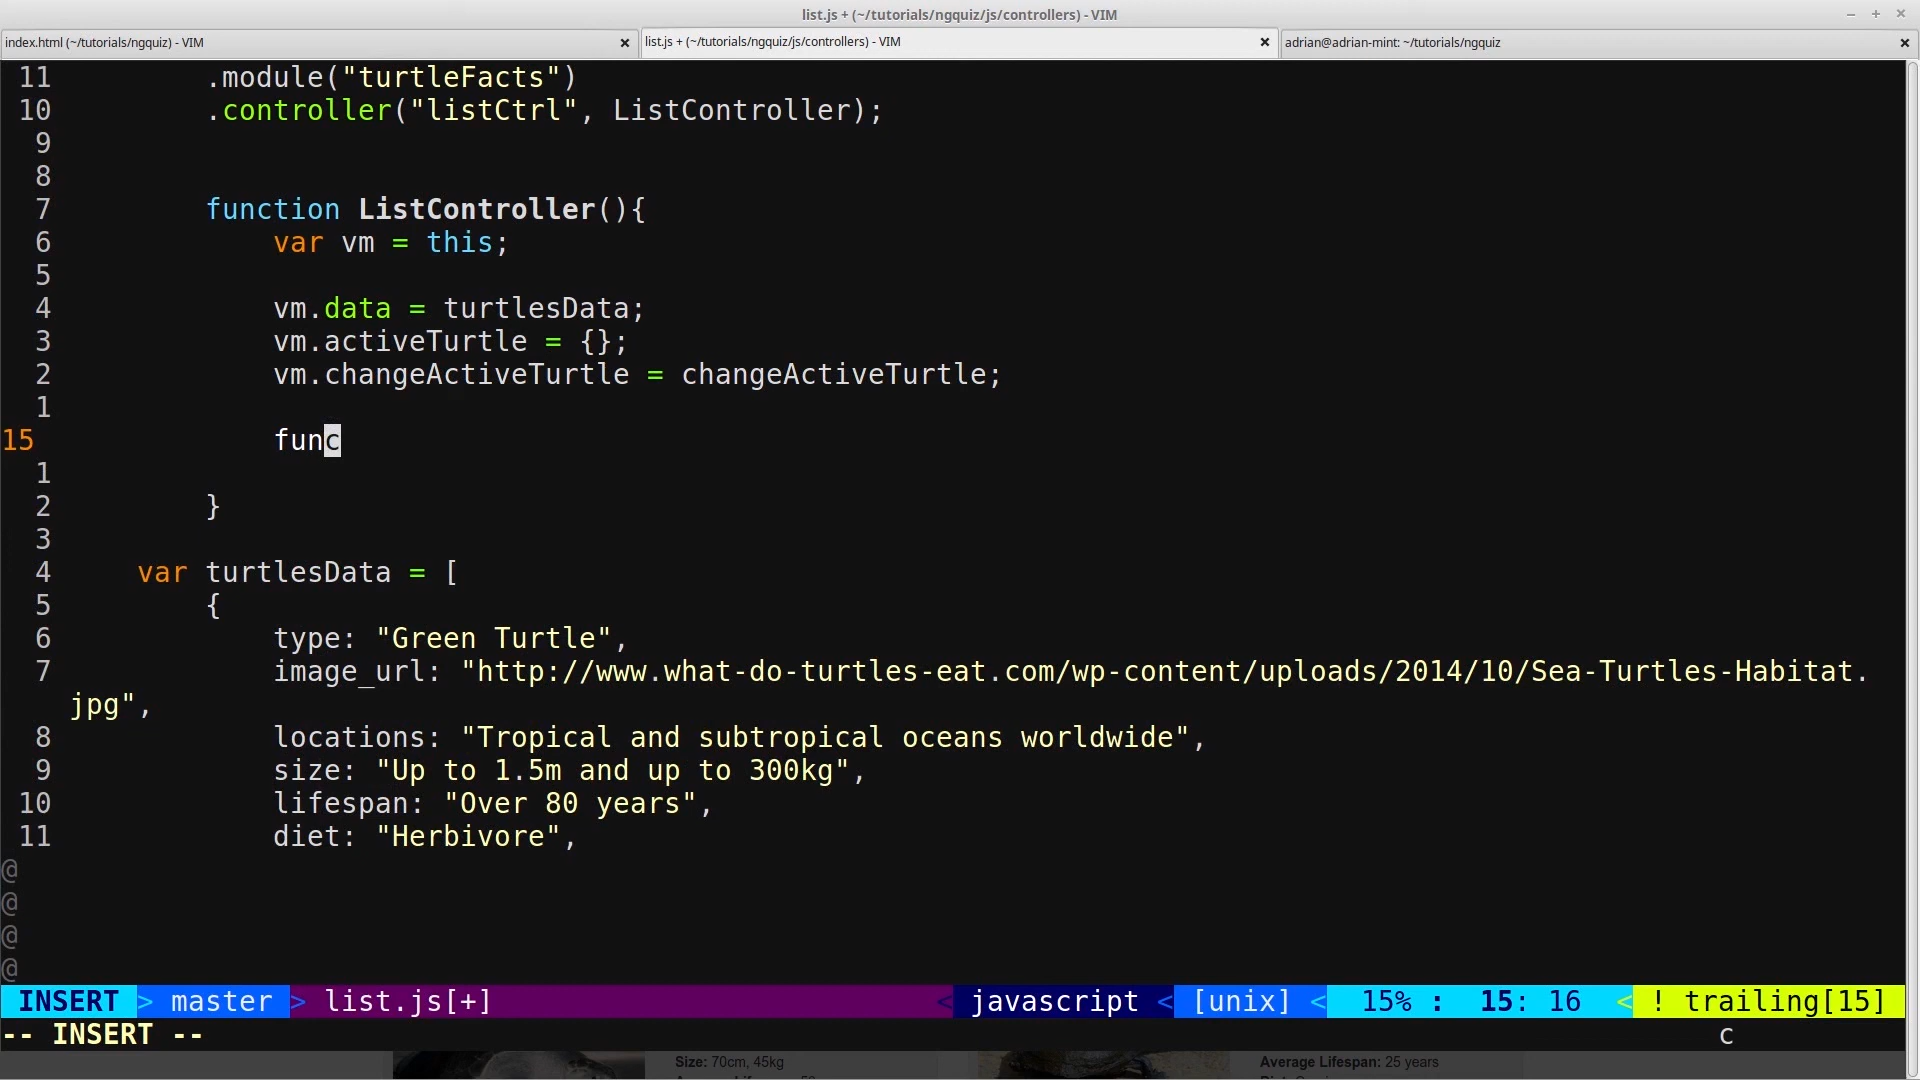 list.js + (~/tutorials/ngquiz/js/controllers) - VIM
index.html (~/tutorials/ngquiz) - VIM
list.js + (~/tutorials/ngquiz/js/controllers) - VIM
adrian@adrian-mint: ~/tutorials/ngquiz
11 .module("turtleFacts")
10 .controller("listCtrl", ListController);
9
8
7 function ListController(){
6 var vm = this;
5
4 vm.data = turtlesData;
3 vm.activeTurtle = {};
2 vm.changeActiveTurtle = changeActiveTurtle;
1
15 func
1
2 }
3
4 var turtlesData = [
5 {
6 type: "Green Turtle",
7 image_url: "http://www.what-do-turtles-eat.com/wp-content/uploads/2014/10/Sea-Turtles-Habitat.
jpg",
8 locations: "Tropical and subtropical oceans worldwide",
9 size: "Up to 1.5m and up to 300kg",
10 lifespan: "Over 80 years",
11 diet: "Herbivore",
@
@
@
@
INSERT > master > list.js[+] < javascript < [unix] < 15% : 15: 16 < ! trailing[15]
-- INSERT -- c
Size: 70cm, 45kg Average Lifespan: 25 years